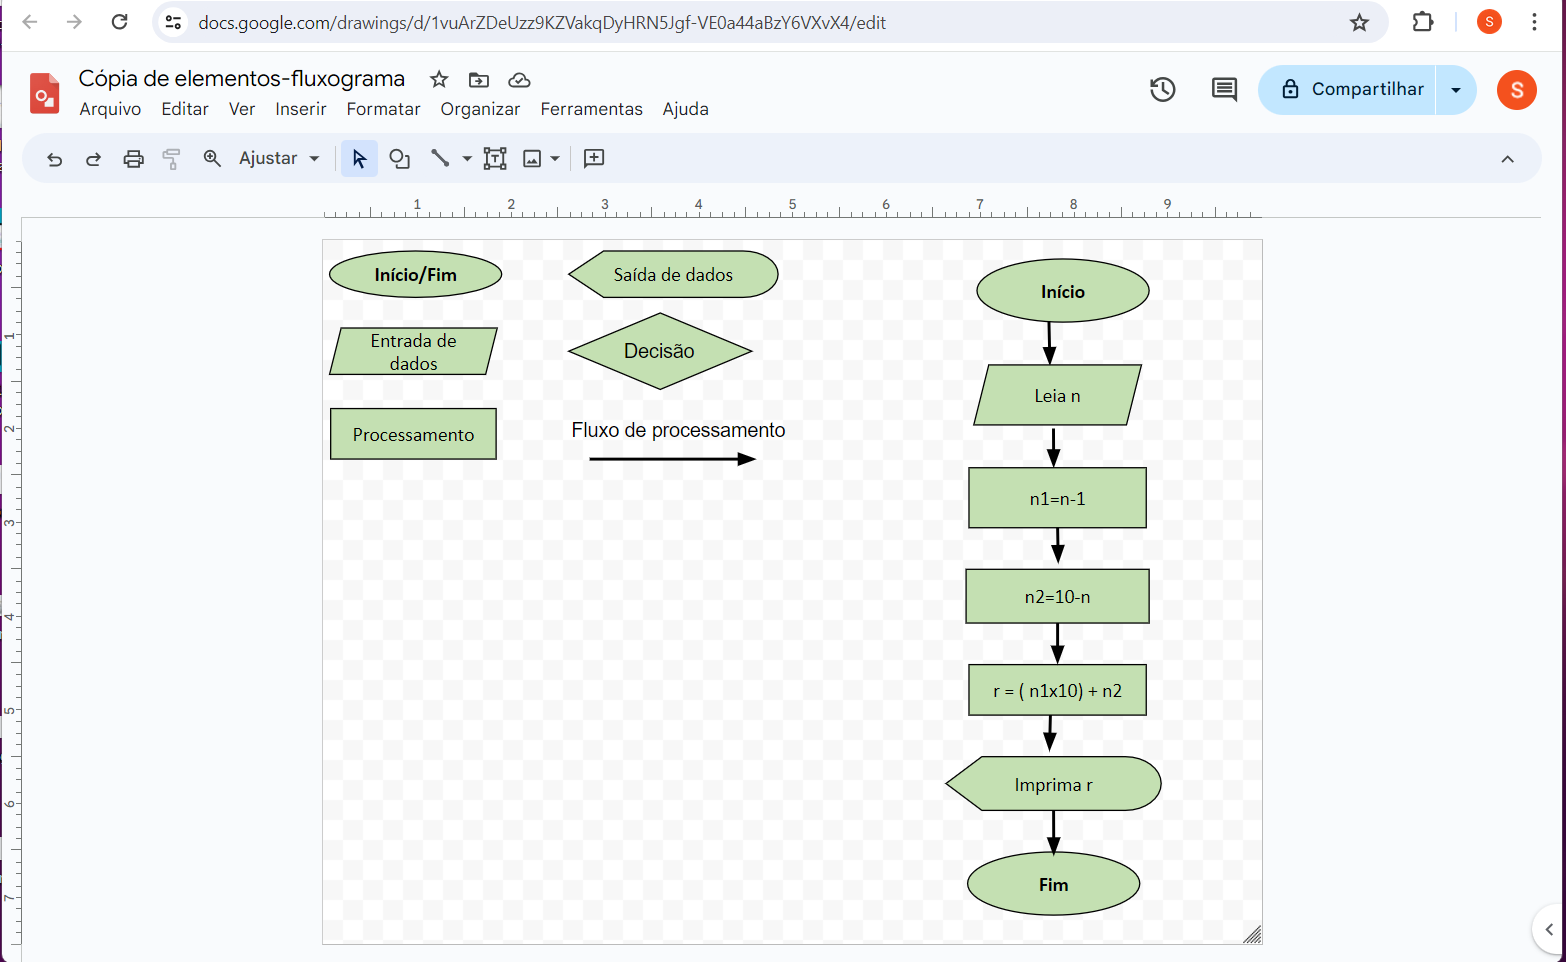 docs.google.com/drawings/d/1vuArZDeUzz9KZVakqDyHRN5Jgf-VE0a44aBzY6VXvX4/edit
S
Cópia de elementos-fluxograma
Arquivo Editar Ver Inserir Formatar Organizar Ferramentas Ajuda
Compartilhar
S
Ajustar
1 2 3 4 5 6 7 8 9
1
2
3
4
5
6
7
Início/Fim
Saída de dados
Entrada de
dados
Decisão
Processamento
Fluxo de processamento
Início
Leia n
n1=n-1
n2=10-n
r = ( n1x10) + n2
Imprima r
Fim